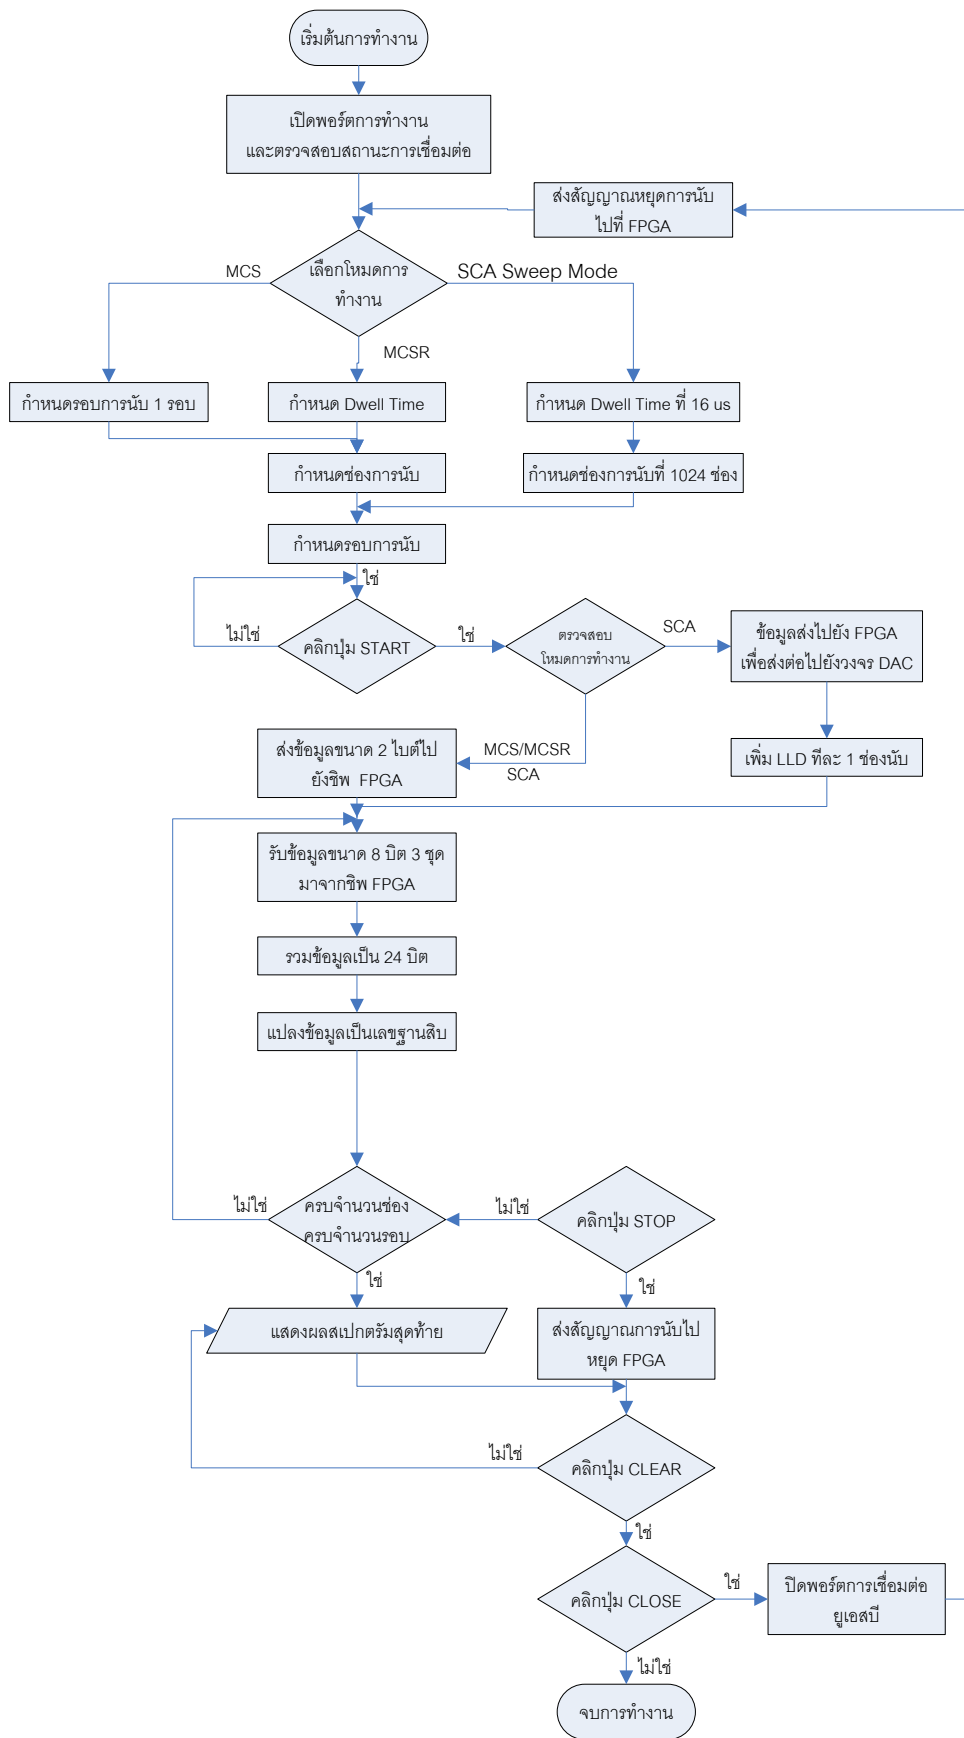 เริ่มต้นการทำงาน
เปิดพอร์ตการทำงาน
และตรวจสอบสถานะการเชื่อมต่อ
ส่งสัญญาณหยุดการนับ
ไปที่ FPGA
MCS
เลือกโหมดการ
ทำงาน
SCA Sweep Mode
MCSR
กำหนดรอบการนับ 1 รอบ
กำหนด Dwell Time
กำหนด Dwell Time ที่ 16 us
กำหนดช่องการนับ
กำหนดช่องการนับที่ 1024 ช่อง
กำหนดรอบการนับ
ใช่
ไม่ใช่
คลิกปุ่ม START
ใช่
ตรวจสอบ
โหมดการทำงาน
SCA
ข้อมูลส่งไปยัง FPGA
เพื่อส่งต่อไปยังวงจร DAC
ส่งข้อมูลขนาด 2 ไบต์ไป
ยังชิพ FPGA
MCS/MCSR
SCA
เพิ่ม LLD ทีละ 1 ช่องนับ
รับข้อมูลขนาด 8 บิต 3 ชุด
มาจากชิพ FPGA
รวมข้อมูลเป็น 24 บิต
แปลงข้อมูลเป็นเลขฐานสิบ
ไม่ใช่
ครบจำนวนช่อง
ครบจำนวนรอบ
ไม่ใช่
คลิกปุ่ม STOP
ใช่
ใช่
แสดงผลสเปกตรัมสุดท้าย
ส่งสัญญาณการนับไป
หยุด FPGA
ไม่ใช่
คลิกปุ่ม CLEAR
ใช่
คลิกปุ่ม CLOSE
ใช่
ปิดพอร์ตการเชื่อมต่อ
ยูเอสบี
ไม่ใช่
จบการทำงาน